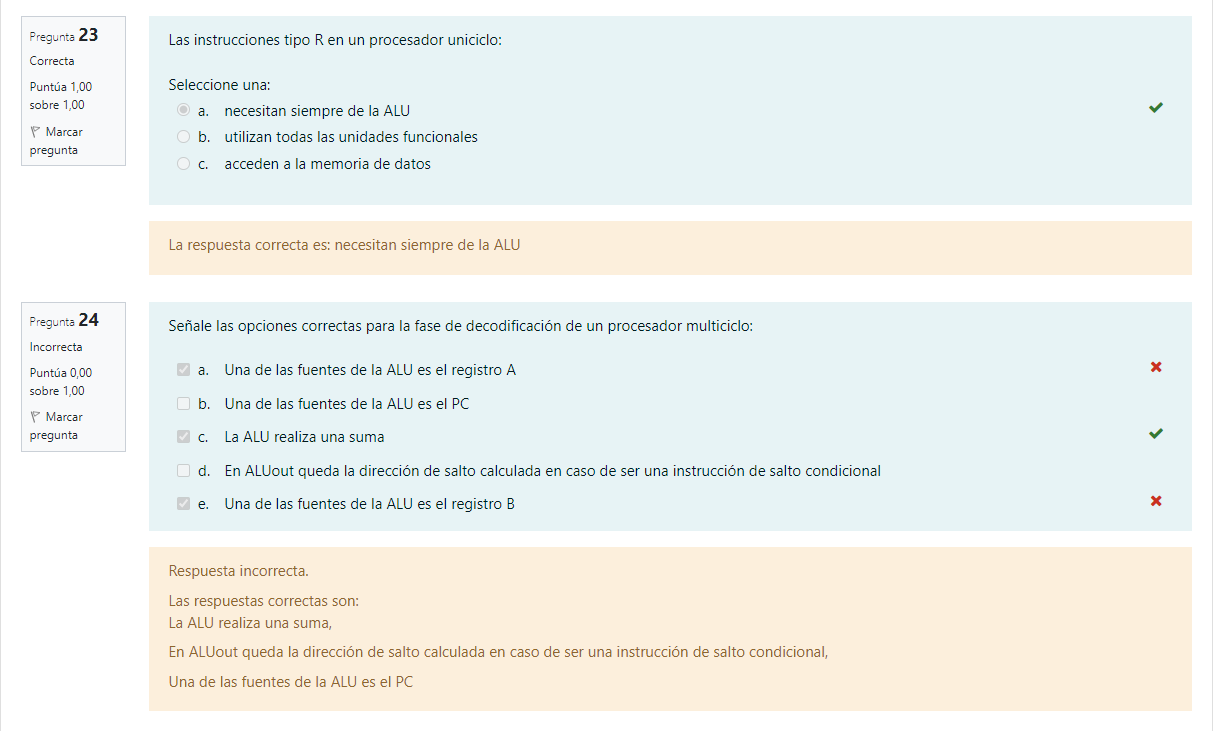 Pregunta 23
Correcta
Puntúa 1,00
sobre 1,00
Marcar
pregunta
Las instrucciones tipo R en un procesador uniciclo:
Seleccione una:
a. necesitan siempre de la ALU
b. utilizan todas las unidades funcionales
c. acceden a la memoria de datos
La respuesta correcta es: necesitan siempre de la ALU
Pregunta 24
Incorrecta
Puntúa 0,00
sobre 1,00
Marcar
pregunta
Señale las opciones correctas para la fase de decodificación de un procesador multiciclo:
a. Una de las fuentes de la ALU es el registro A
b. Una de las fuentes de la ALU es el PC
c. La ALU realiza una suma
d. En ALUout queda la dirección de salto calculada en caso de ser una instrucción de salto condicional
e. Una de las fuentes de la ALU es el registro B
Respuesta incorrecta.
Las respuestas correctas son:
La ALU realiza una suma,
En ALUout queda la dirección de salto calculada en caso de ser una instrucción de salto condicional,
Una de las fuentes de la ALU es el PC